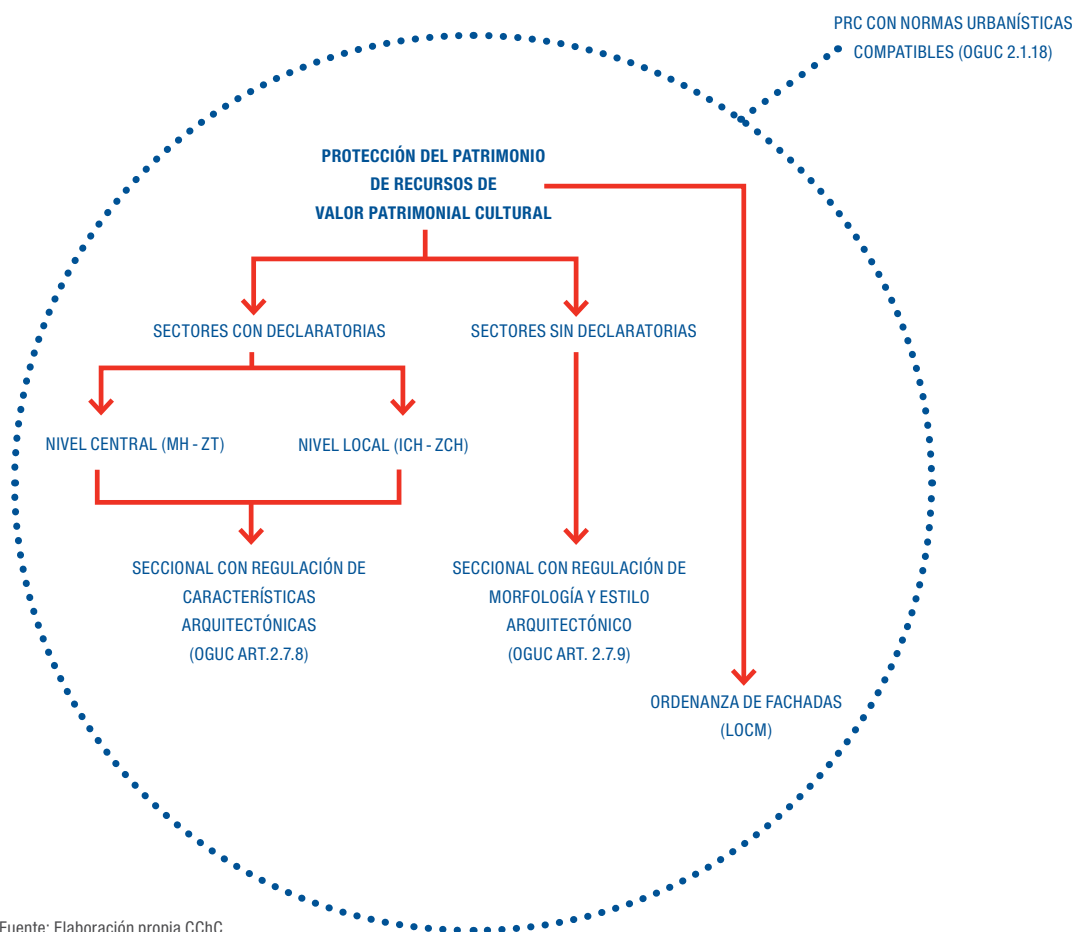 PRC CON NORMAS URBANÍSTICAS
COMPATIBLES (OGUC 2.1.18)
PROTECCIÓN DEL PATRIMONIO
DE RECURSOS DE
VALOR PATRIMONIAL CULTURAL
SECTORES CON DECLARATORIAS
SECTORES SIN DECLARATORIAS
NIVEL CENTRAL (MH - ZT)
NIVEL LOCAL (ICH - ZCH)
SECCIONAL CON REGULACIÓN DE
CARACTERÍSTICAS
ARQUITECTÓNICAS
(OGUC ART.2.7.8)
SECCIONAL CON REGULACIÓN DE
MORFOLOGÍA Y ESTILO
ARQUITECTÓNICO
(OGUC ART. 2.7.9)
ORDENANZA DE FACHADAS
(LOCM)
Fuente: Elaboración propia CChC